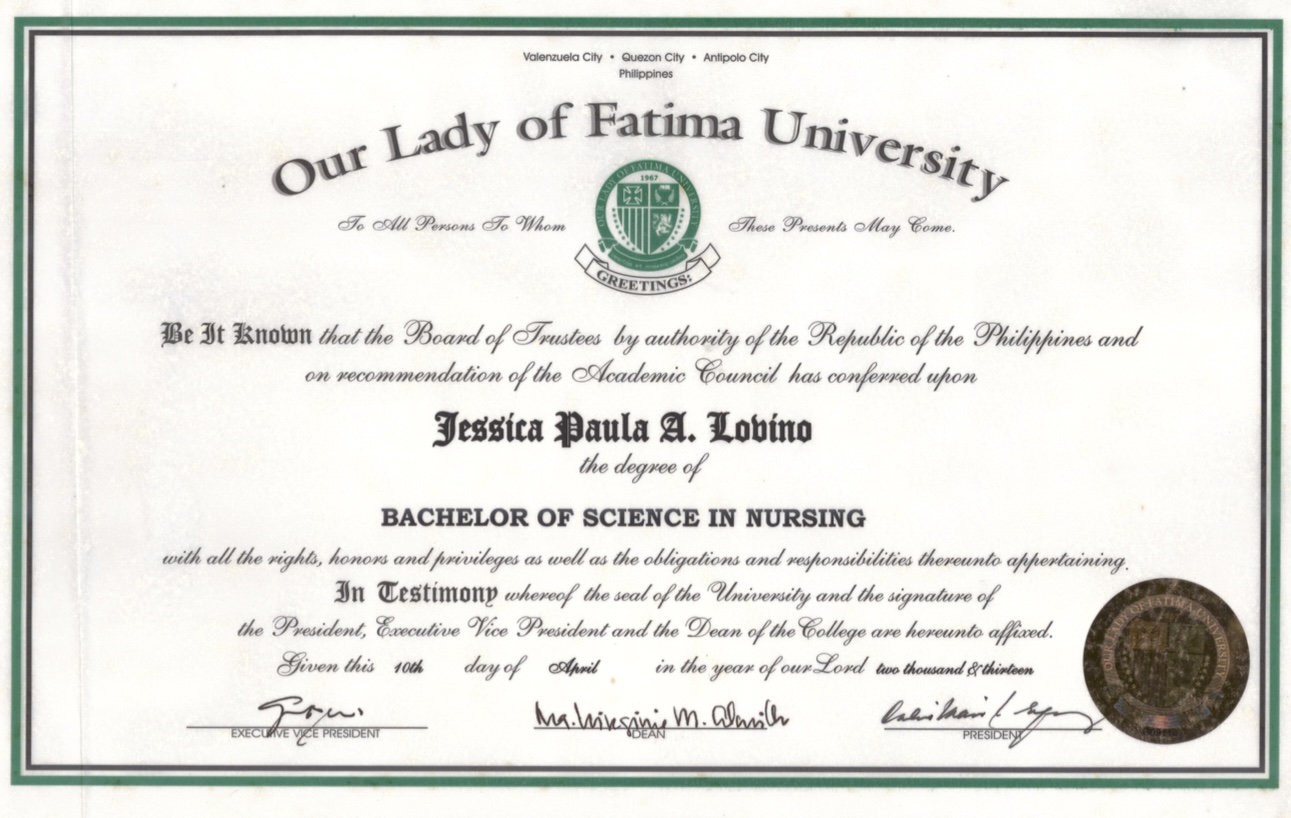 Valenzuela City • Quezon City • Antipolo City
Philippines
Our Lady of Fatima University
OUR LADY OF FATIMA UNIVERSITY
1967
To All Persons To Whom These Presents May Come.
GREETINGS:
Be It Known that the Board of Trustees by authority of the Republic of the Philippines and
on recommendation of the Academic Council has conferred upon
Jessica Paula A. Lovino
the degree of
BACHELOR OF SCIENCE IN NURSING
with all the rights, honors and privileges as well as the obligations and responsibilities thereunto appertaining.
In Testimony whereof the seal of the University and the signature of
the President, Executive Vice President and the Dean of the College are hereunto affixed.
Given this 10th day of April in the year of our Lord two thousand & thirteen
EXECUTIVE VICE PRESIDENT
DEAN
PRESIDENT
OUR LADY OF FATIMA UNIVERSITY